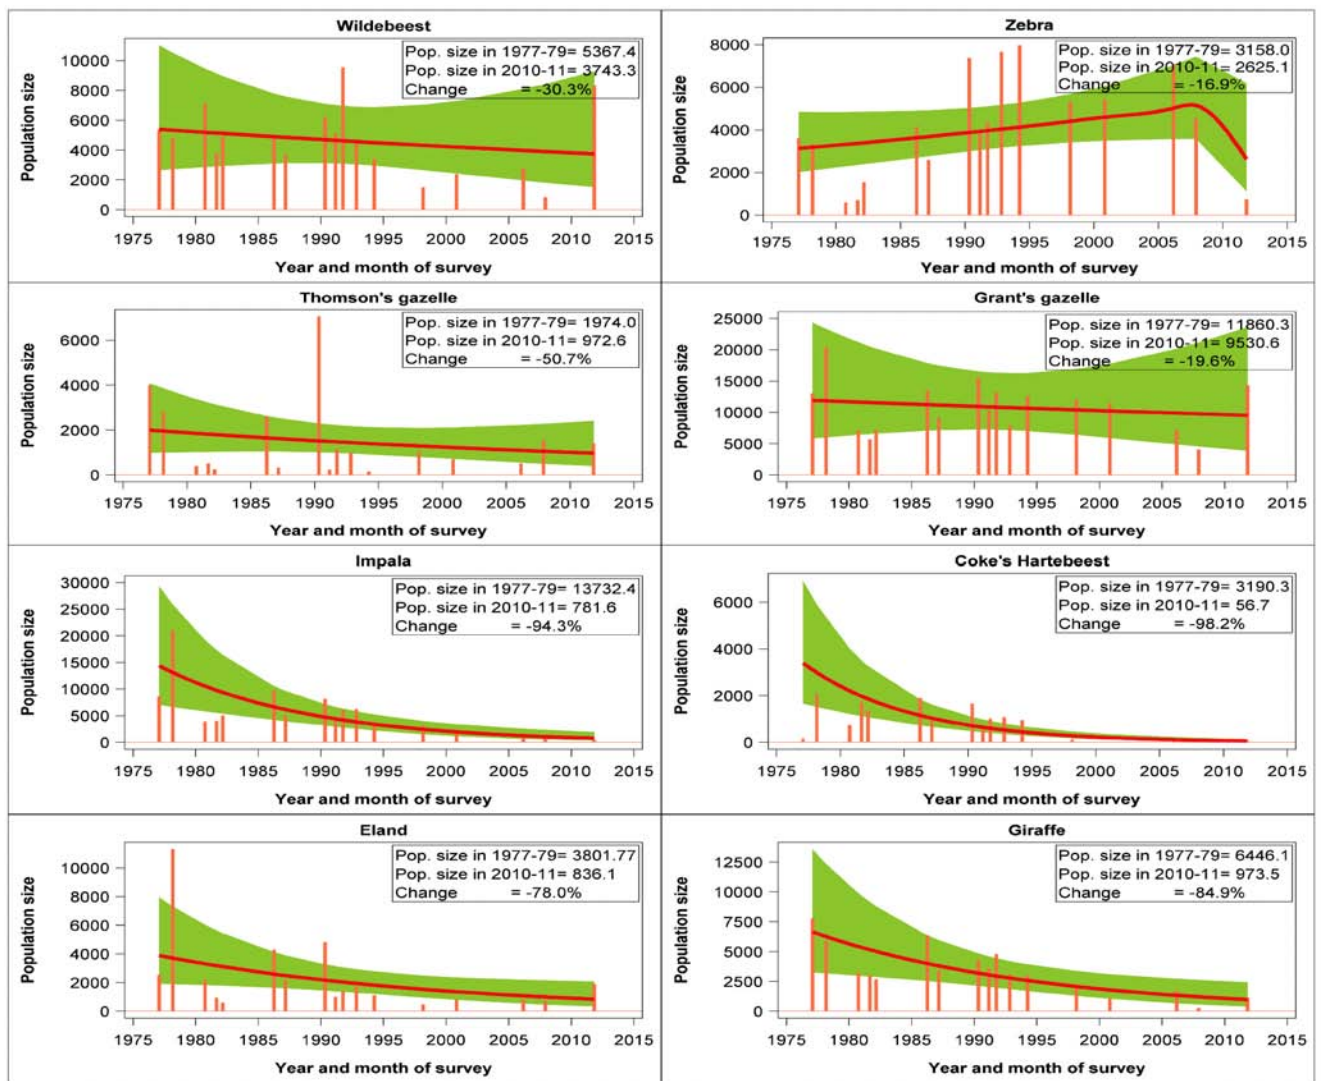 Wildebeest
Population size
10000
8000
6000
4000
2000
0
Pop. size in 1977-79= 5367.4
Pop. size in 2010-11= 3743.3
Change = -30.3%
1975 1980 1985 1990 1995 2000 2005 2010 2015
Year and month of survey
Zebra
Population size
8000
6000
4000
2000
0
Pop. size in 1977-79= 3158.0
Pop. size in 2010-11= 2625.1
Change = -16.9%
1975 1980 1985 1990 1995 2000 2005 2010 2015
Year and month of survey
Thomson's gazelle
Population size
6000
4000
2000
0
Pop. size in 1977-79= 1974.0
Pop. size in 2010-11= 972.6
Change = -50.7%
1975 1980 1985 1990 1995 2000 2005 2010 2015
Year and month of survey
Grant's gazelle
Population size
25000
20000
15000
10000
5000
0
Pop. size in 1977-79= 11860.3
Pop. size in 2010-11= 9530.6
Change = -19.6%
1975 1980 1985 1990 1995 2000 2005 2010 2015
Year and month of survey
Impala
Population size
30000
25000
20000
15000
10000
5000
0
Pop. size in 1977-79= 13732.4
Pop. size in 2010-11= 781.6
Change = -94.3%
1975 1980 1985 1990 1995 2000 2005 2010 2015
Year and month of survey
Coke's Hartebeest
Population size
6000
4000
2000
0
Pop. size in 1977-79= 3190.3
Pop. size in 2010-11= 56.7
Change = -98.2%
1975 1980 1985 1990 1995 2000 2005 2010 2015
Year and month of survey
Eland
Population size
10000
8000
6000
4000
2000
0
Pop. size in 1977-79= 3801.77
Pop. size in 2010-11= 836.1
Change = -78.0%
1975 1980 1985 1990 1995 2000 2005 2010 2015
Year and month of survey
Giraffe
Population size
12500
10000
7500
5000
2500
0
Pop. size in 1977-79= 6446.1
Pop. size in 2010-11= 973.5
Change = -84.9%
1975 1980 1985 1990 1995 2000 2005 2010 2015
Year and month of survey